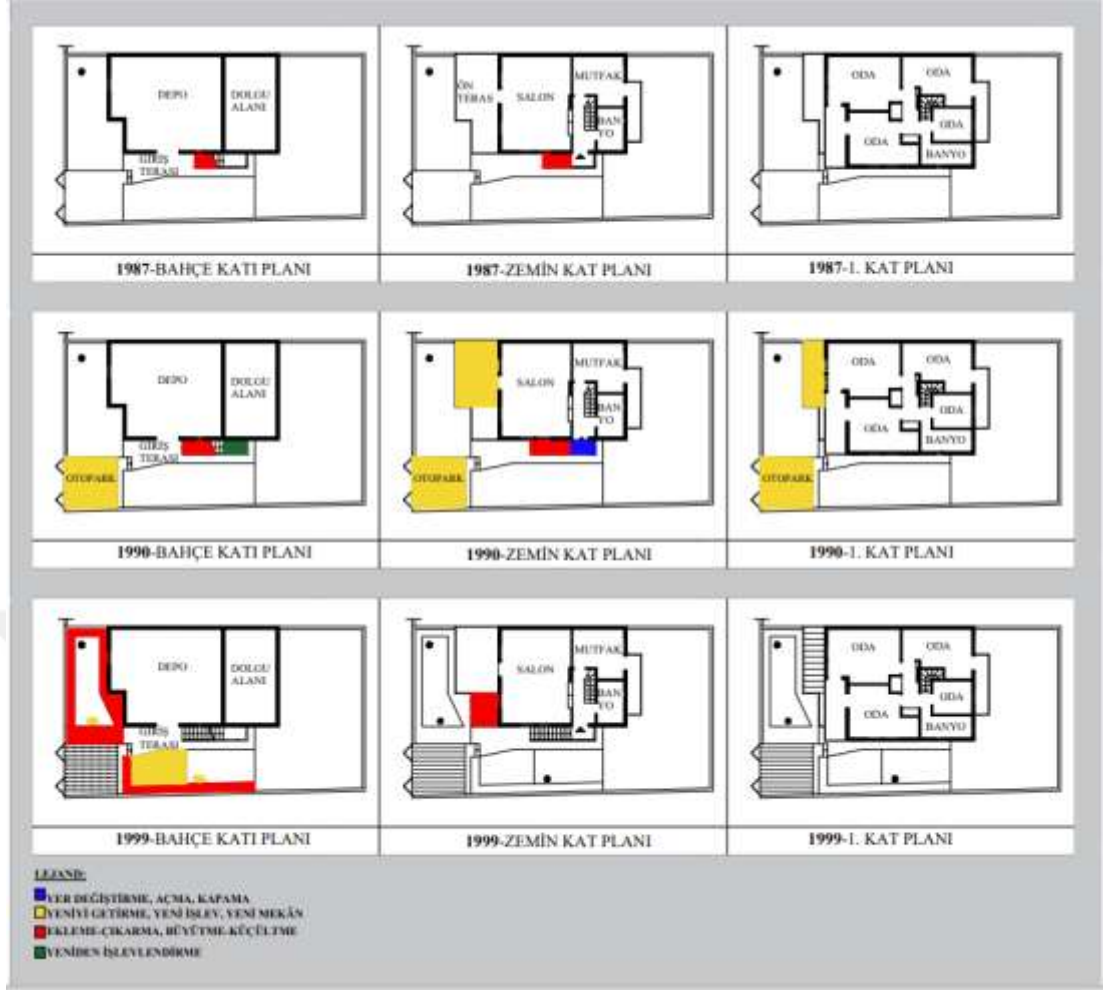 DEPO
DOLGU
ALANI
GİRİŞ
TERASI
1987-BAHÇE KATI PLANI
ÖN
TERAS
SALON
MUTFAK
BAN
YO
1987-ZEMİN KAT PLANI
ODA
ODA
ODA
ODA
BANYO
1987-1. KAT PLANI
DEPO
DOLGU
ALANI
GİRİŞ
TERASI
OTOPARK
1990-BAHÇE KATI PLANI
SALON
MUTFAK
BAN
YO
OTOPARK
1990-ZEMİN KAT PLANI
ODA
ODA
ODA
ODA
BANYO
OTOPARK
1990-1. KAT PLANI
DEPO
DOLGU
ALANI
GİRİŞ
TERASI
1999-BAHÇE KATI PLANI
SALON
MUTFAK
BAN
YO
1999-ZEMİN KAT PLANI
ODA
ODA
ODA
ODA
BANYO
1999-1. KAT PLANI
LEJAND:
YER DEĞİŞTİRME, AÇMA, KAPAMA
YENİYİ GETİRME, YENİ İŞLEV, YENİ MEKÂN
EKLEME-ÇIKARMA, BÜYÜTME-KÜÇÜLTME
YENİDEN İŞLEVLENDİRME